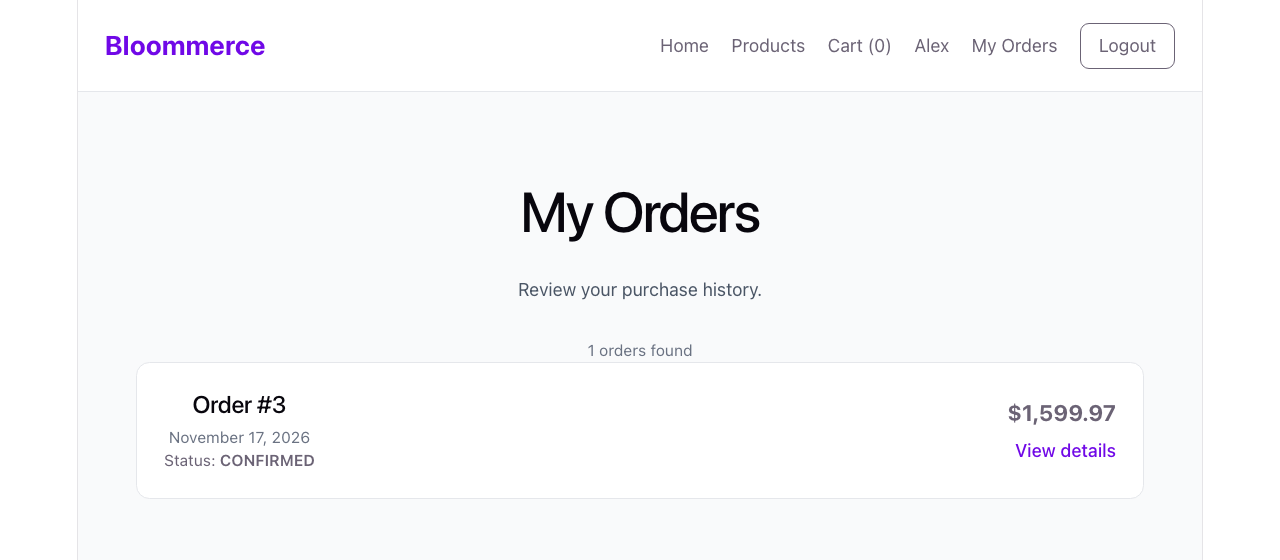 Bloommerce
Home Products Cart (0) Alex My Orders Logout
My Orders
Review your purchase history.
1 orders found
Order #3
November 17, 2026
Status: CONFIRMED
$1,599.97
View details